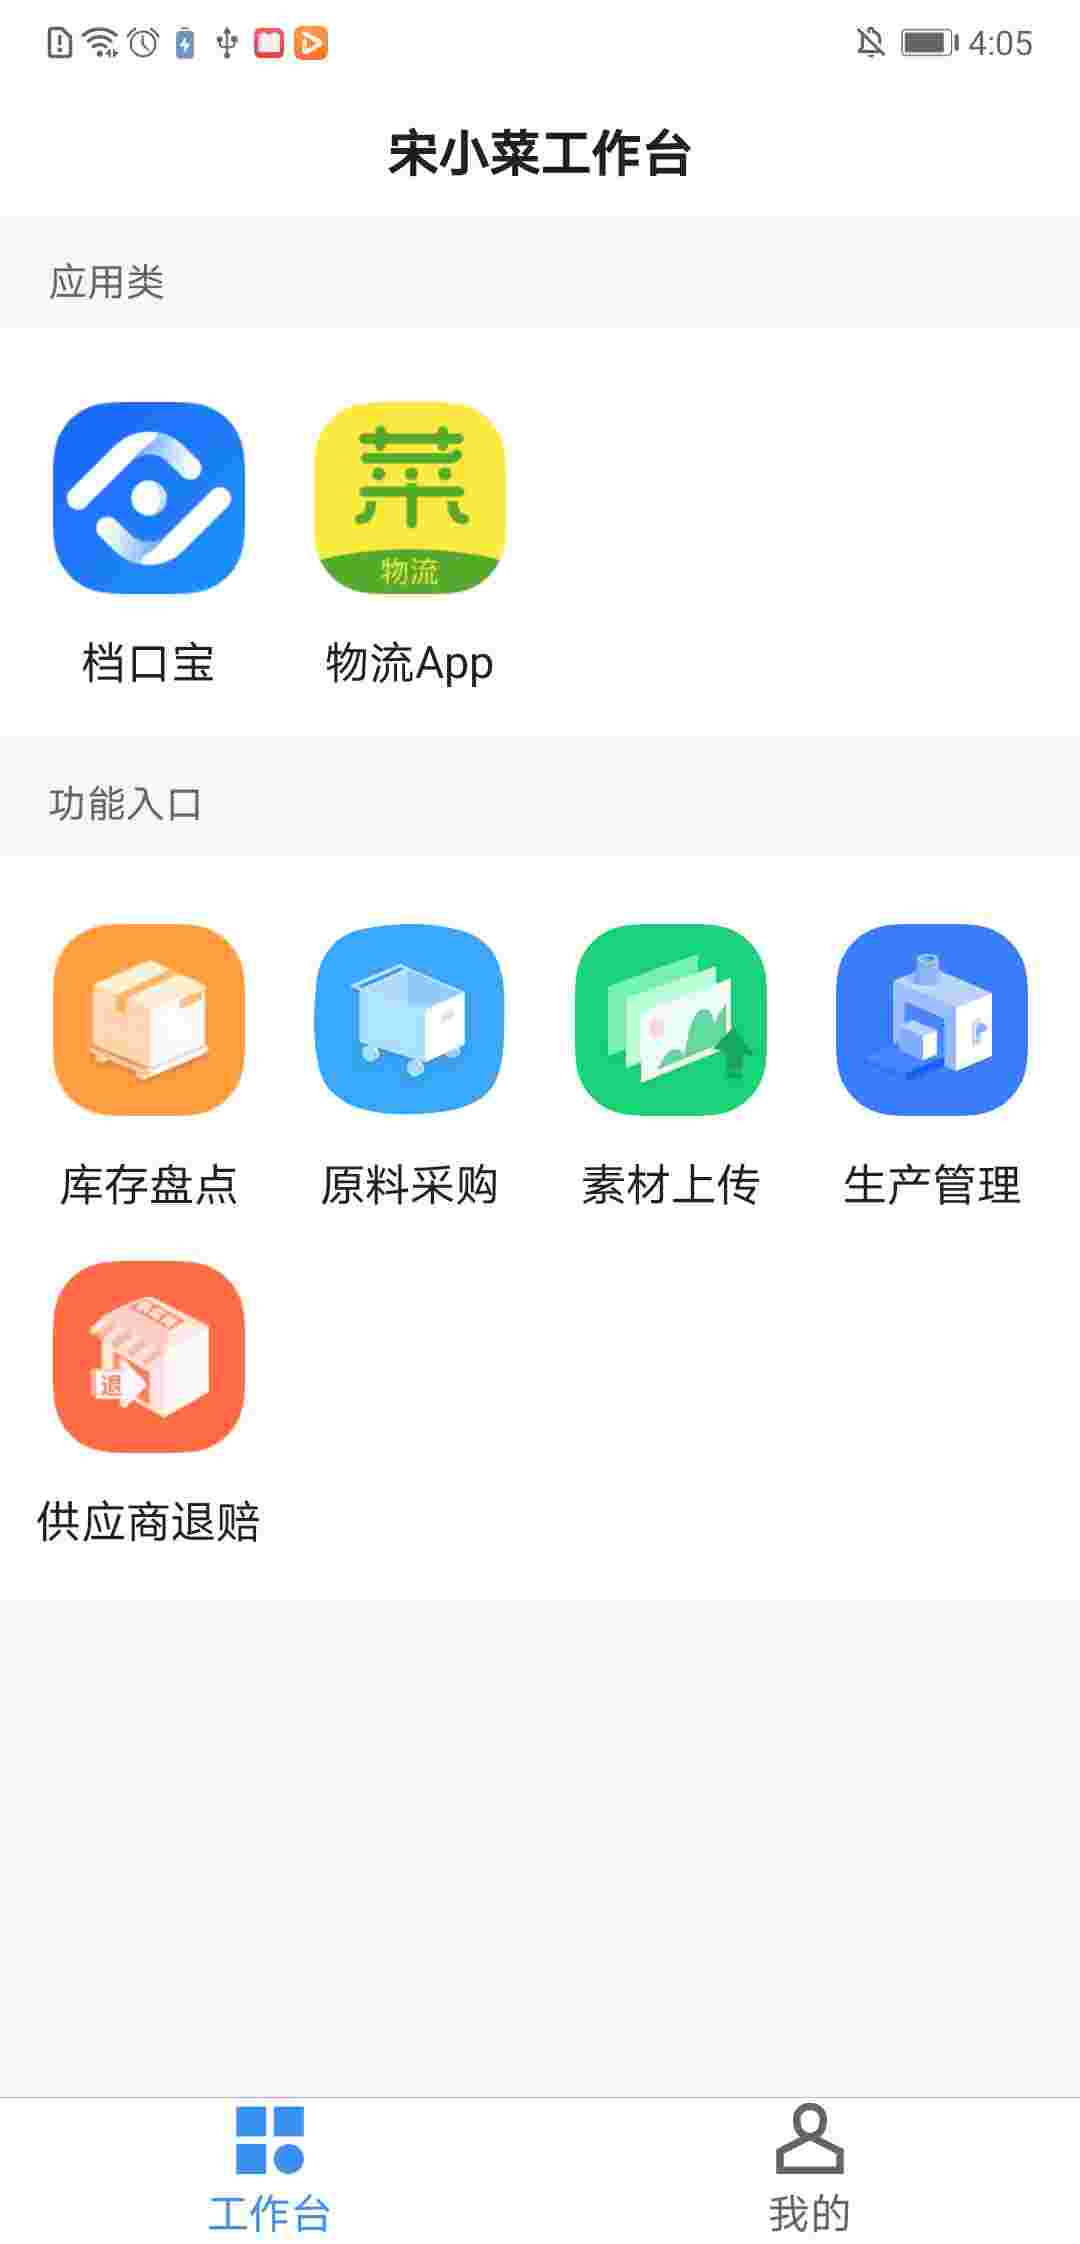 4:05
宋小菜工作台
应用类
菜
物流
档口宝
物流App
功能入口
库存盘点
原料采购
素材上传
生产管理
退
供应商退赔
工作台
我的